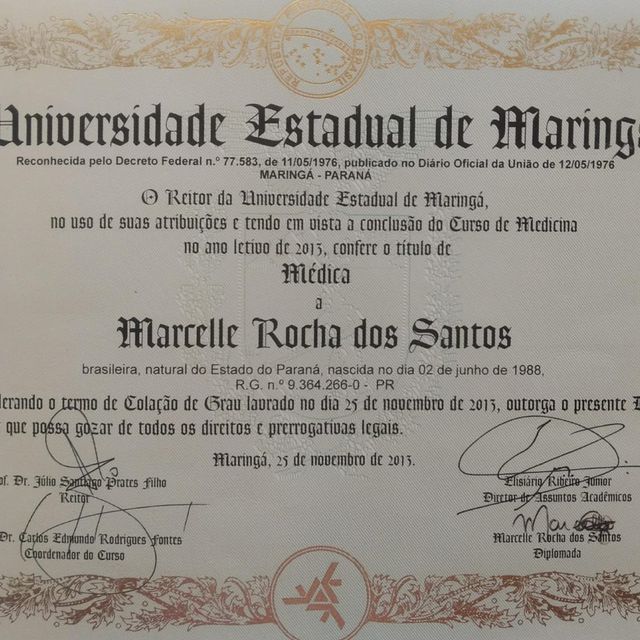 Universidade Estadual de Maring
Reconhecida pelo Decreto Federal n.º 77.583, de 11/05/1976, publicado no Diário Oficial da União de 12/05/1976
MARINGÁ - PARANÁ
O Reitor da Universidade Estadual de Maringá,
no uso de suas atribuições e tendo em vista a conclusão do Curso de Medicina
no ano letivo de 2013, confere o título de
Médica
a
Marcelle Rocha dos Santos
brasileira, natural do Estado do Paraná, nascida no dia 02 de junho de 1988,
R.G. n.º 9.364.266-0 - PR
derando o termo de Colação de Grau lavrado no dia 25 de novembro de 2013, outorga o presente D
que possa gozar de todos os direitos e prerrogativas legais.
Maringá, 25 de novembro de 2013.
of. Dr. Júlio Santiago Prates Filho
Reitor
Elisiário Ribeiro Junior
Diretor de Assuntos Acadêmicos
Dr. Carlos Edmundo Rodrigues Fontes
Coordenador do Curso
Marcelle Rocha dos Santos
Diplomada